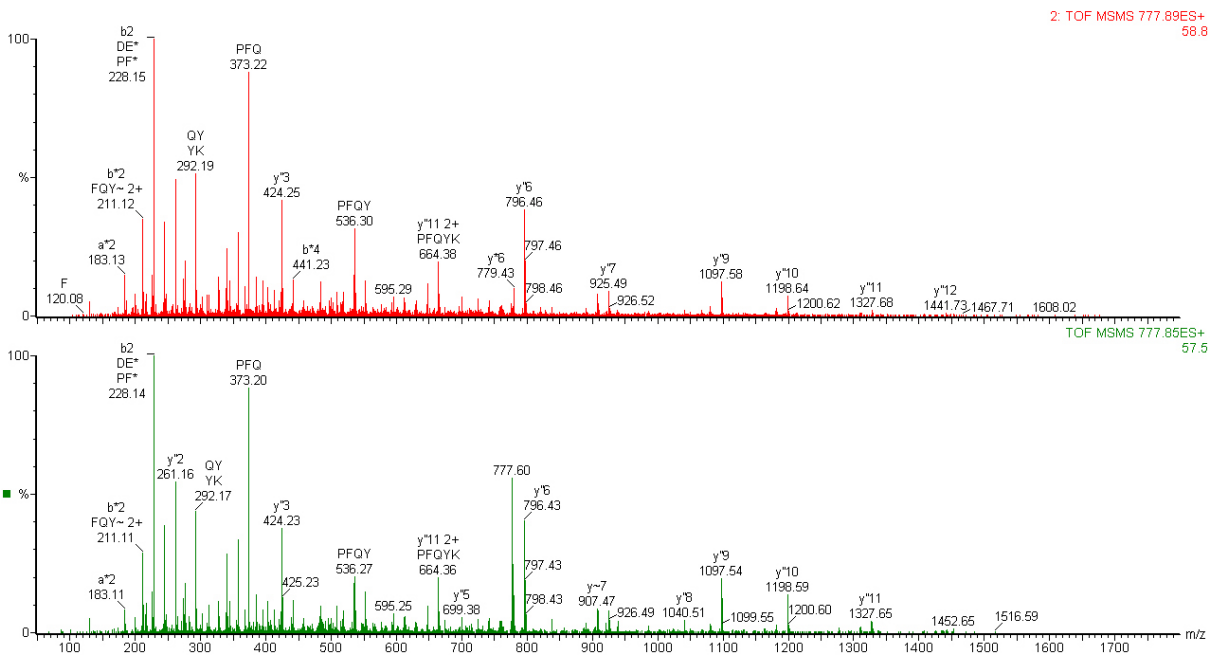 2: TOF MSMS 777.89ES+
58.8
100
%
0
b2
DE*
PF*
228.15
PFQ
373.22
QY
YK
292.19
b*2
FQY~ 2+
211.12
a*2
183.13
F
120.08
y"3
424.25
b*4
441.23
PFQY
536.30
595.29
y"11 2+
PFQYK
664.38
y*6
779.43
y"6
796.46
797.46
798.46
y"7
925.49
926.52
y"9
1097.58
y"10
1198.64
1200.62
y"11
1327.68
y"12
1441.73
1467.71
1608.02
TOF MSMS 777.85ES+
57.5
100
%
0
b2
DE*
PF*
228.14
PFQ
373.20
y"2
261.16
QY
YK
292.17
b*2
FQY~ 2+
211.11
a*2
183.11
y"3
424.23
425.23
PFQY
536.27
595.25
y"11 2+
PFQYK
664.36
y"5
699.38
777.60
y"6
796.43
797.43
798.43
y~7
907.47
926.49
y"8
1040.51
y"9
1097.54
1099.55
y"10
1198.59
1200.60
y"11
1327.65
1452.65
1516.59
m/z
100 200 300 400 500 600 700 800 900 1000 1100 1200 1300 1400 1500 1600 1700